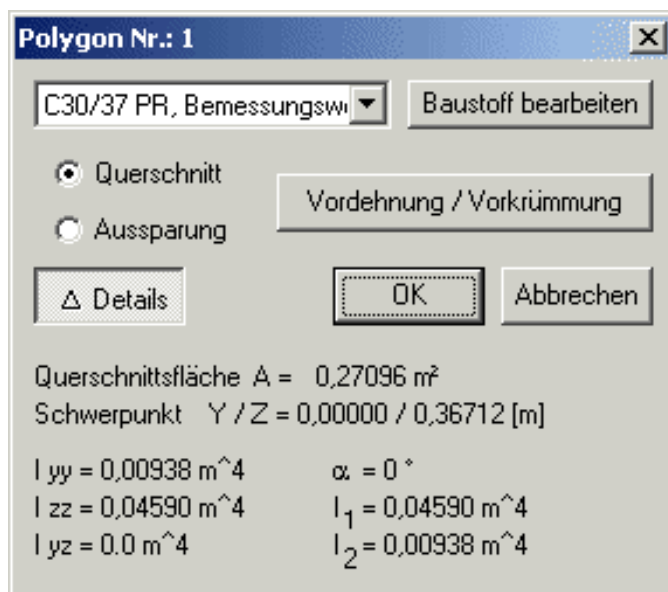 Polygon Nr.: 1
C30/37 PR, Bemessungsw
Baustoff bearbeiten
Querschnitt
Aussparung
Vordehnung / Vorkrümmung
Δ Details
OK
Abbrechen
Querschnittsfläche A = 0,27096 m²
Schwerpunkt Y / Z = 0,00000 / 0,36712 [m]
I yy = 0,00938 m^4
α = 0 °
I zz = 0,04590 m^4
I₁ = 0,04590 m^4
I yz = 0.0 m^4
I₂ = 0,00938 m^4